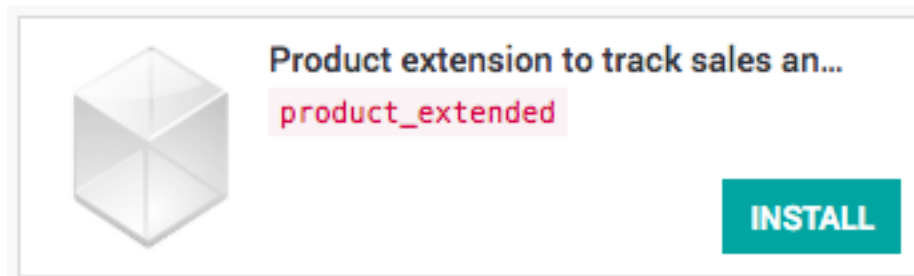 Product extension to track sales an...
product_extended
INSTALL